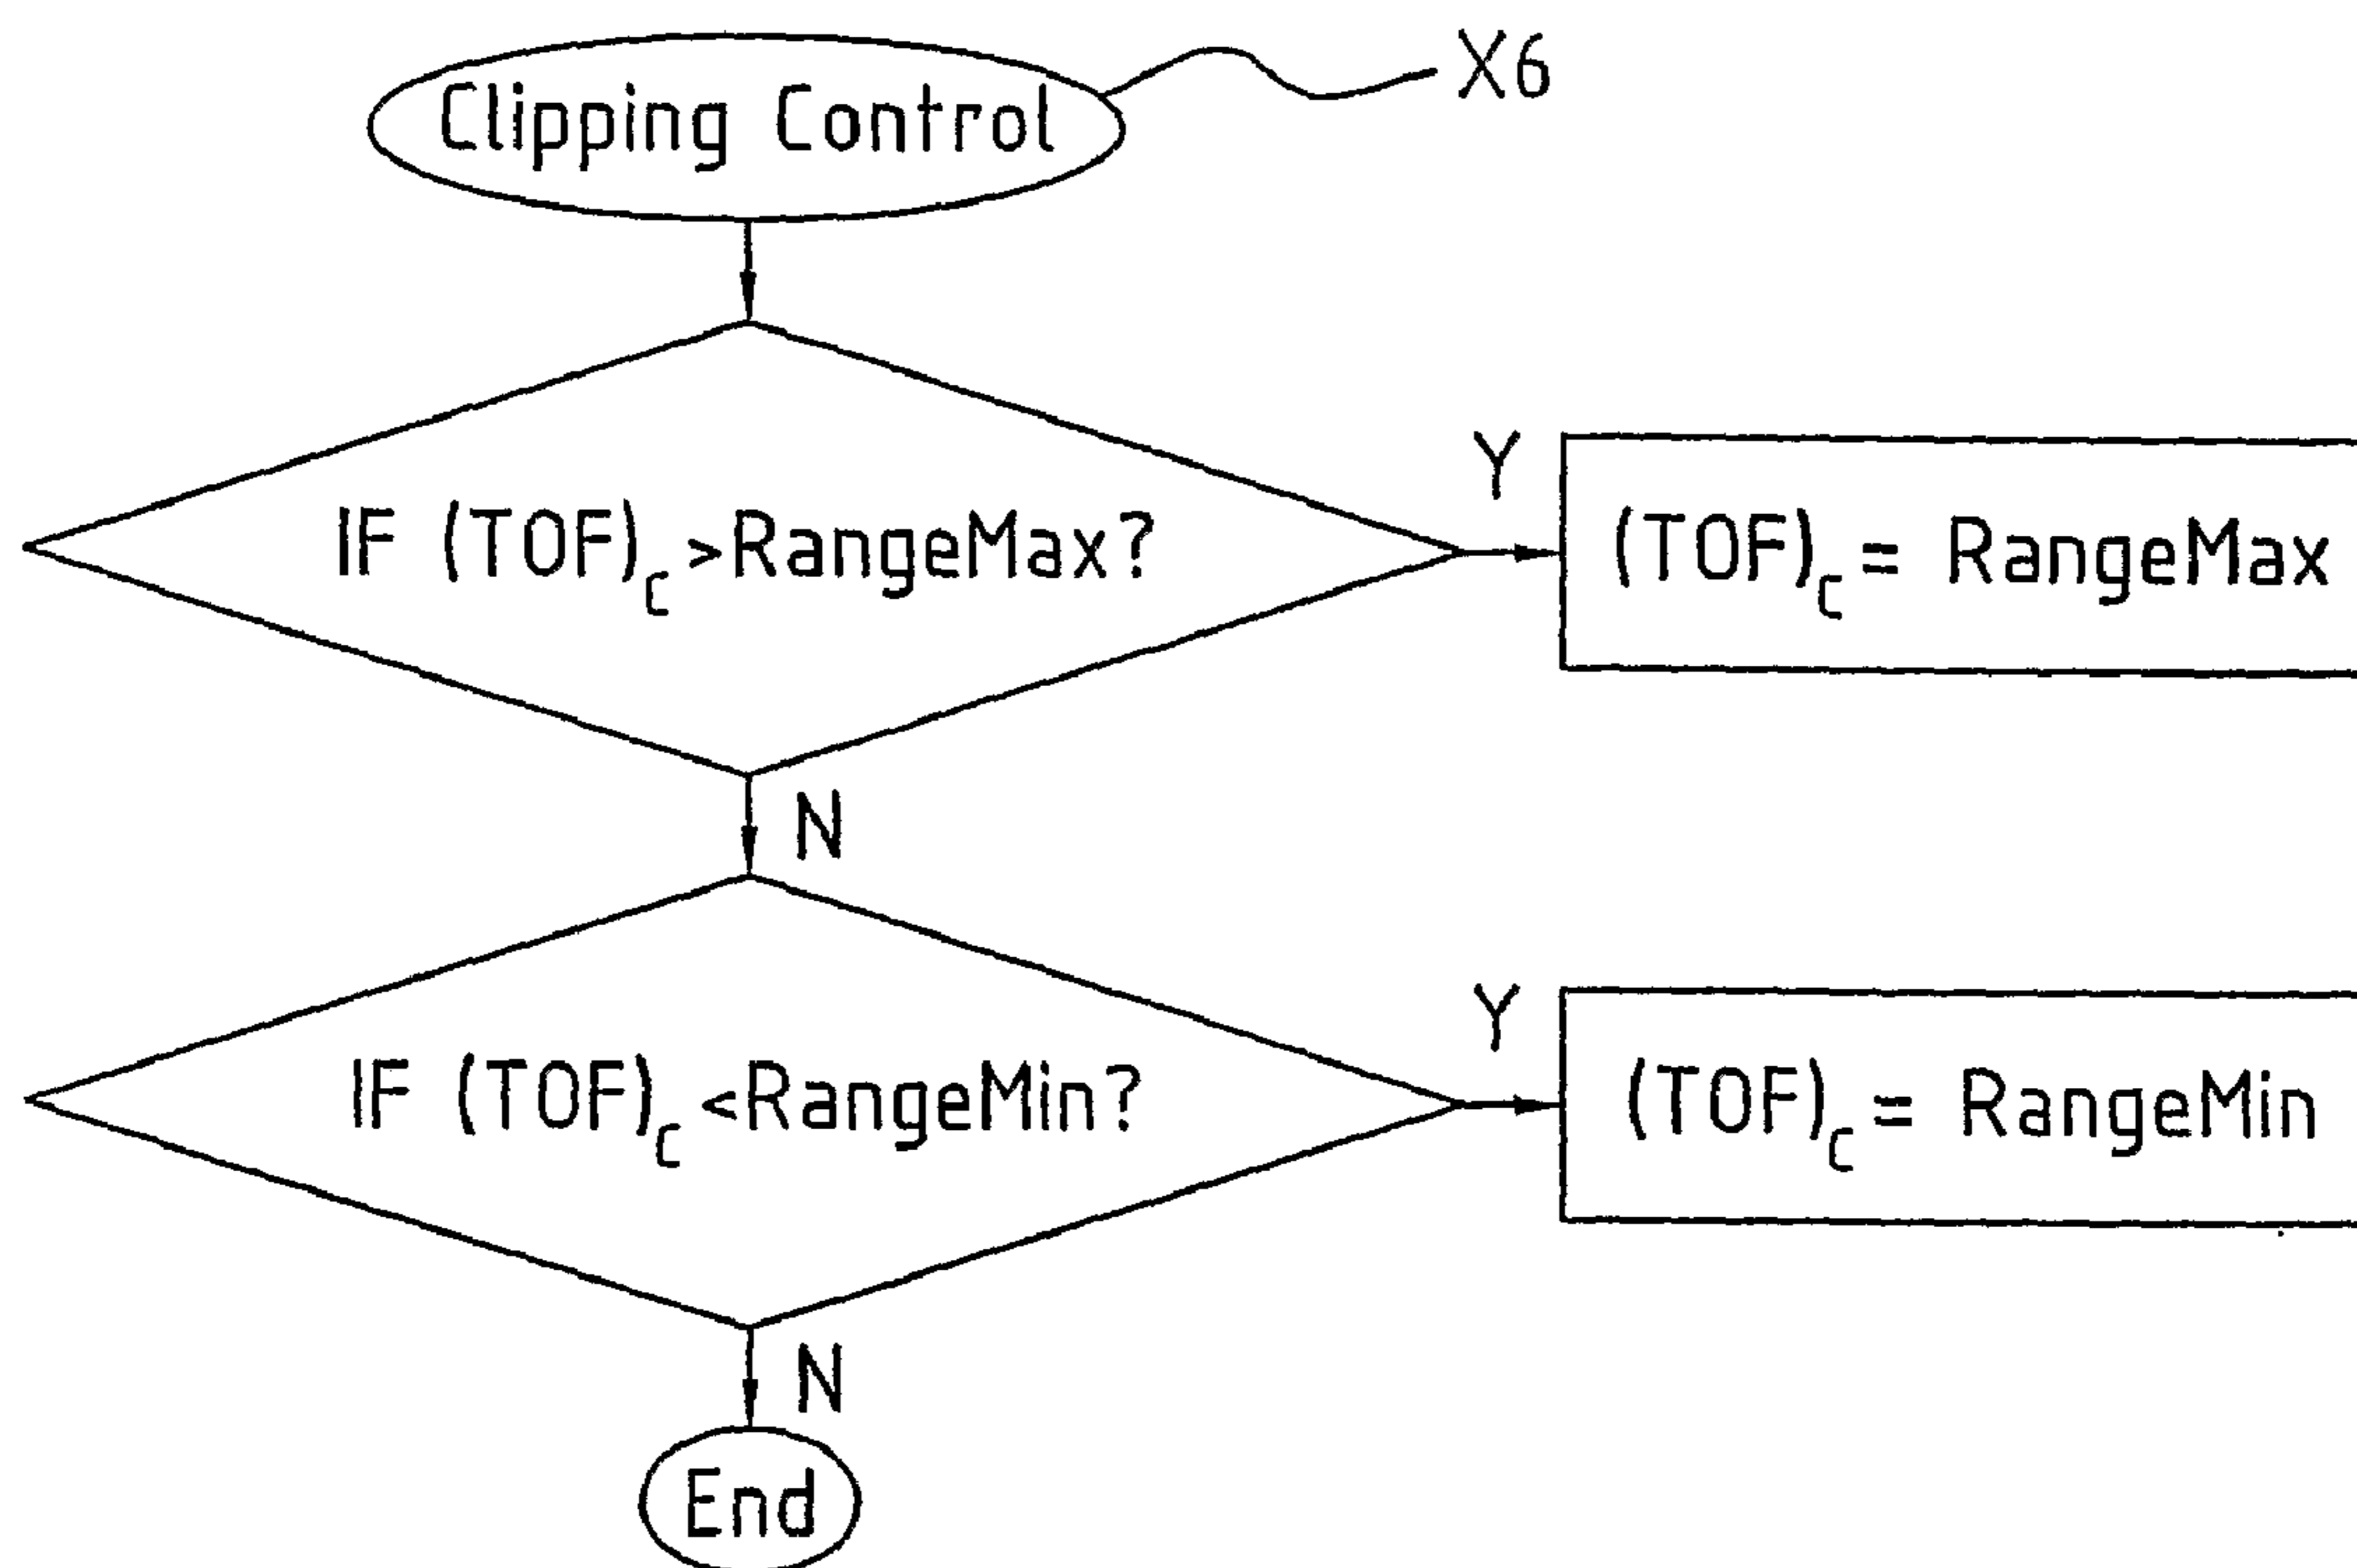 Clipping Control
X6
IF (TOF)c >RangeMax?
Y
(TOF)c = RangeMax
N
IF (TOF)c <RangeMin?
Y
(TOF)c = RangeMin
N
End